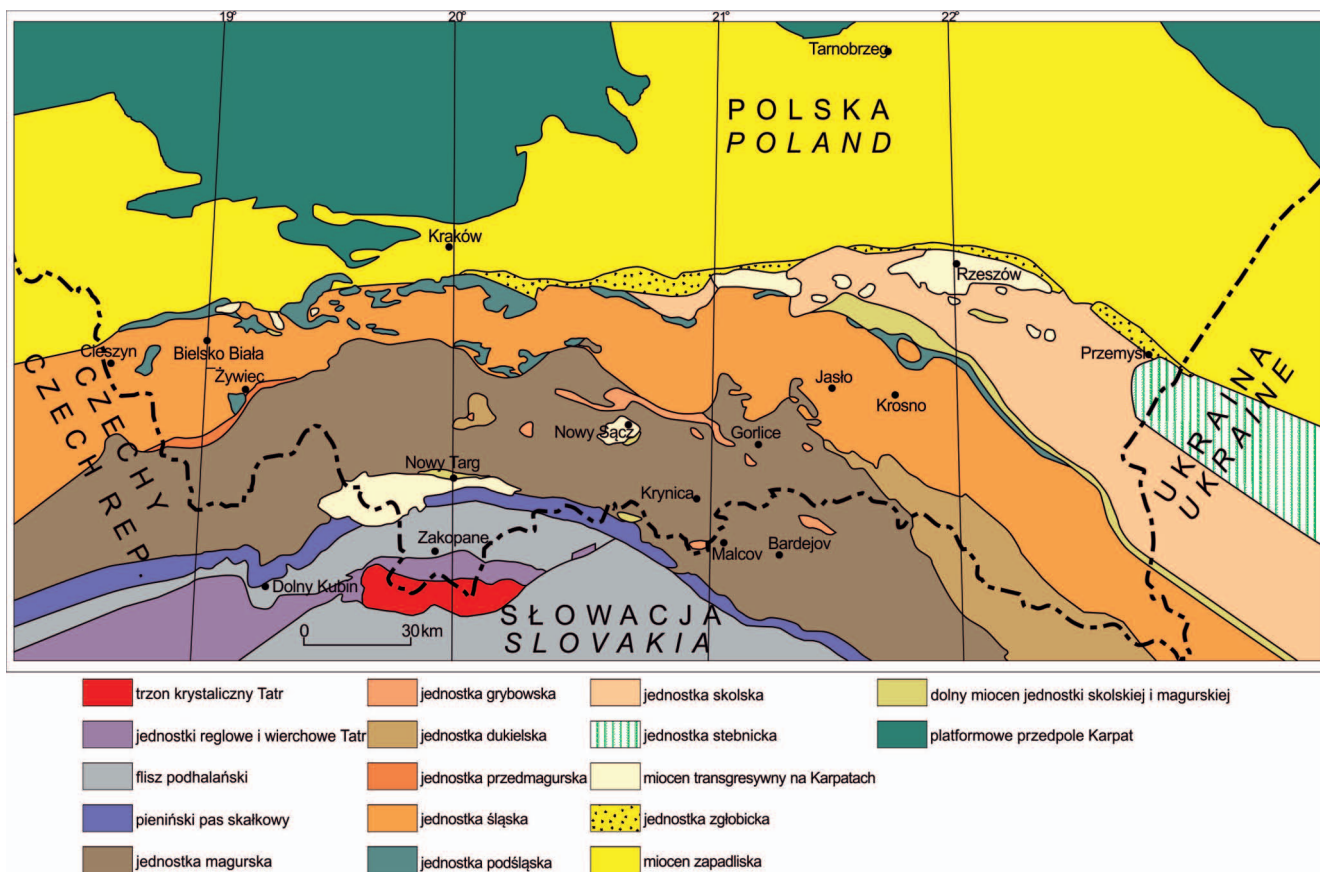 19°
20°
21°
22°
Tarnobrzeg
POLSKA
POLAND
Kraków
Rzeszów
Cieszyn
Bielsko Biała
Żywiec
Przemyśl
CZECHY
CZECH REP.
UKRAINA
UKRAINE
Jasło
Krosno
Nowy Sącz
Gorlice
Nowy Targ
Krynica
Zakopane
Malcov
Bardejov
Dolny Kubin
0 30 km
SŁOWACJA
SLOVAKIA
trzon krystaliczny Tatr
jednostki reglowe i wierchowe Tatr
flisz podhalański
pieniński pas skałkowy
jednostka magurska
jednostka grybowska
jednostka dukielska
jednostka przedmagurska
jednostka śląska
jednostka podśląska
jednostka skolska
jednostka stebnicka
miocen transgresywny na Karpatach
jednostka zgłobicka
miocen zapadliska
dolny miocen jednostki skolskiej i magurskiej
platformowe przedpole Karpat